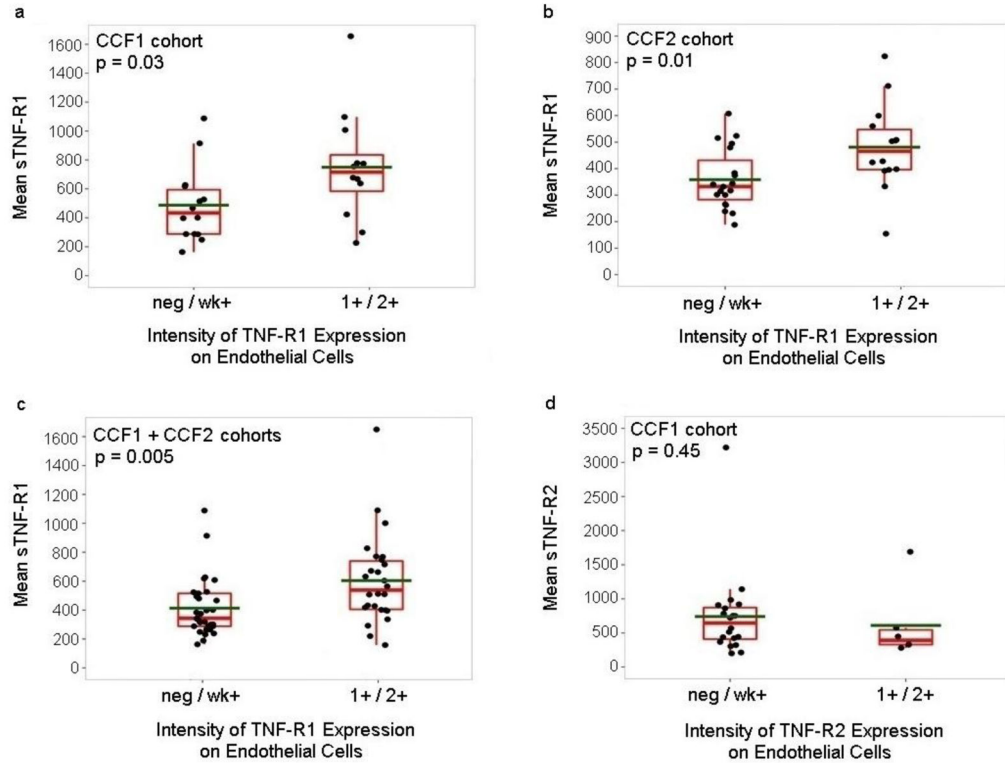 a
CCF1 cohort
p = 0.03
Mean sTNF-R1
1600
1400
1200
1000
800
600
400
200
0
neg / wk+ 1+ / 2+
Intensity of TNF-R1 Expression
on Endothelial Cells
b
CCF2 cohort
p = 0.01
Mean sTNF-R1
900
800
700
600
500
400
300
200
100
0
neg / wk+ 1+ / 2+
Intensity of TNF-R1 Expression
on Endothelial Cells
c
CCF1 + CCF2 cohorts
p = 0.005
Mean sTNF-R1
1600
1400
1200
1000
800
600
400
200
0
neg / wk+ 1+ / 2+
Intensity of TNF-R1 Expression
on Endothelial Cells
d
CCF1 cohort
p = 0.45
Mean sTNF-R2
3500
3000
2500
2000
1500
1000
500
0
neg / wk+ 1+ / 2+
Intensity of TNF-R2 Expression
on Endothelial Cells